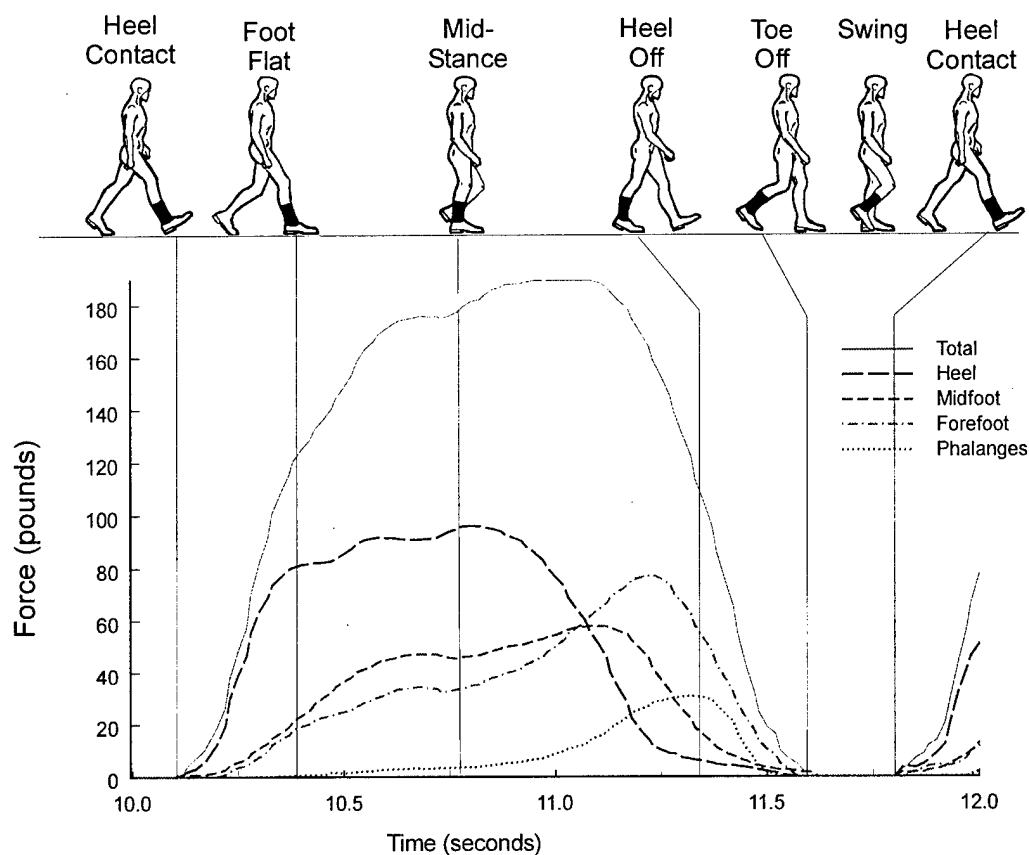 Heel
Contact
Foot
Flat
Mid-
Stance
Heel
Off
Toe
Off
Swing
Heel
Contact
180
160
140
120
100
80
60
40
20
0
Force (pounds)
Total
Heel
Midfoot
Forefoot
Phalanges
10.0 10.5 11.0 11.5 12.0
Time (seconds)